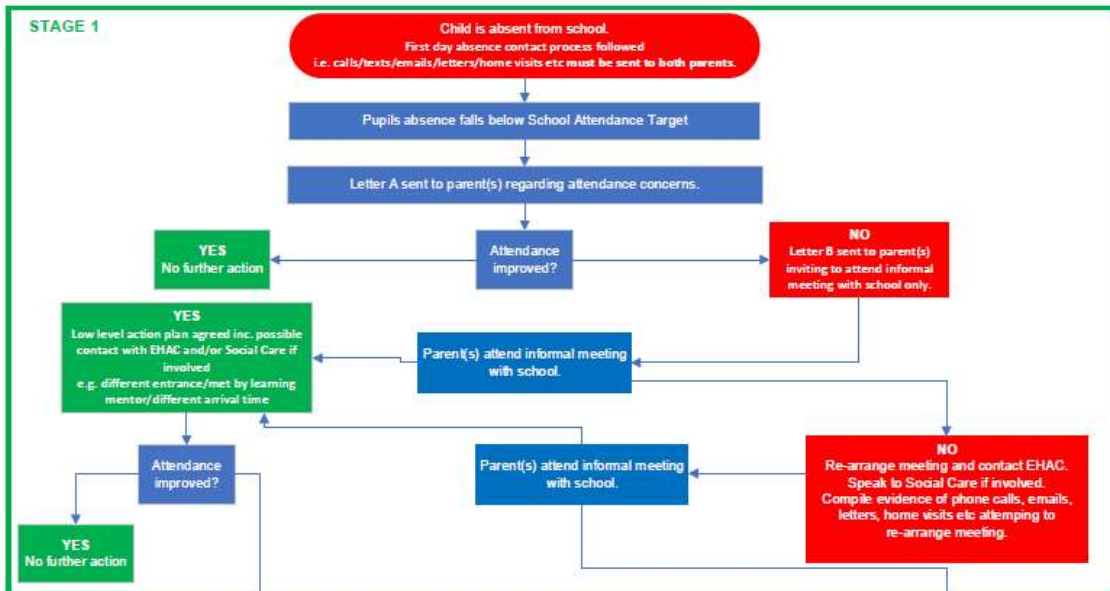 STAGE 1
Child is absent from school.
First day absence contact process followed
i.e. calls/texts/emails/letters/home visits etc must be sent to both parents.
Pupils absence falls below School Attendance Target
Letter A sent to parent(s) regarding attendance concerns.
YES
No further action
Attendance
improved?
NO
Letter B sent to parent(s)
inviting to attend informal
meeting with school only.
YES
Low level action plan agreed inc. possible
contact with EHAC and/or Social Care if
involved
e.g. different entrance/met by learning
mentor/different arrival time
Parent(s) attend informal meeting
with school.
Attendance
improved?
Parent(s) attend informal meeting
with school.
NO
Re-arrange meeting and contact EHAC.
Speak to Social Care if involved.
Compile evidence of phone calls, emails,
letters, home visits etc attemping to
re-arrange meeting.
YES
No further action